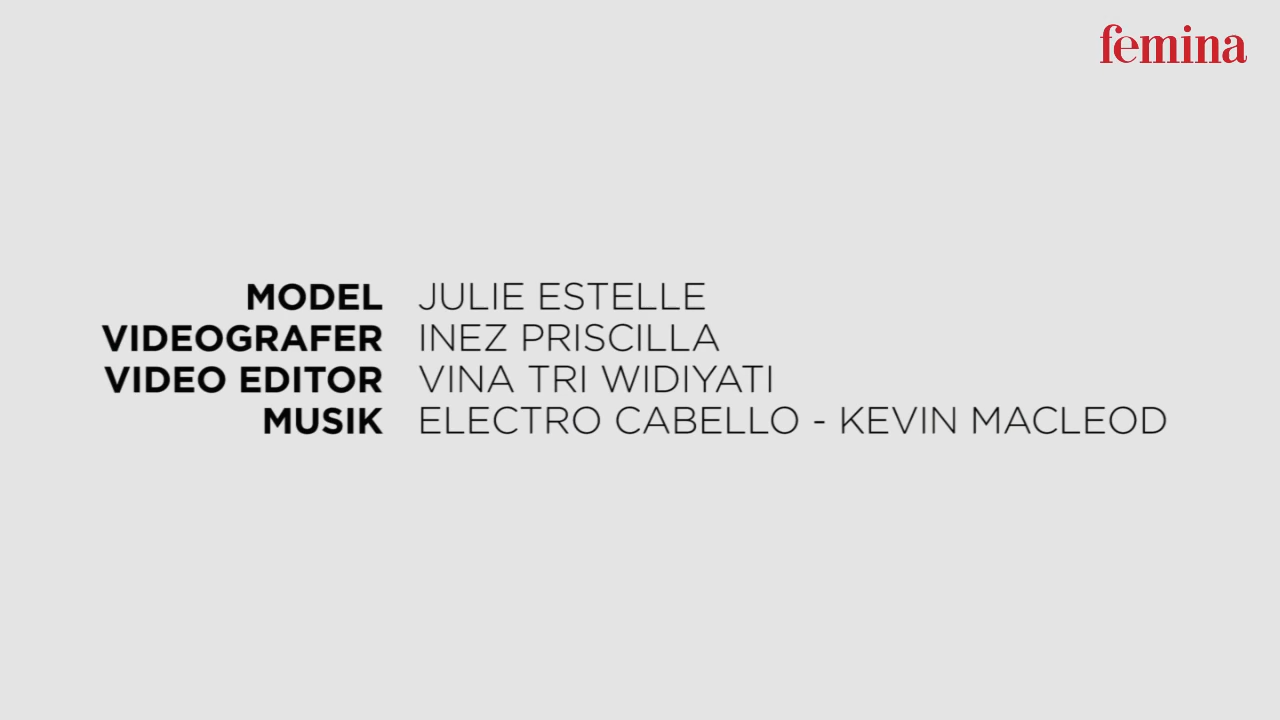 femina
MODEL JULIE ESTELLE
VIDEOGRAFER INEZ PRISCILLA
VIDEO EDITOR VINA TRI WIDIYATI
MUSIK ELECTRO CABELLO - KEVIN MACLEOD